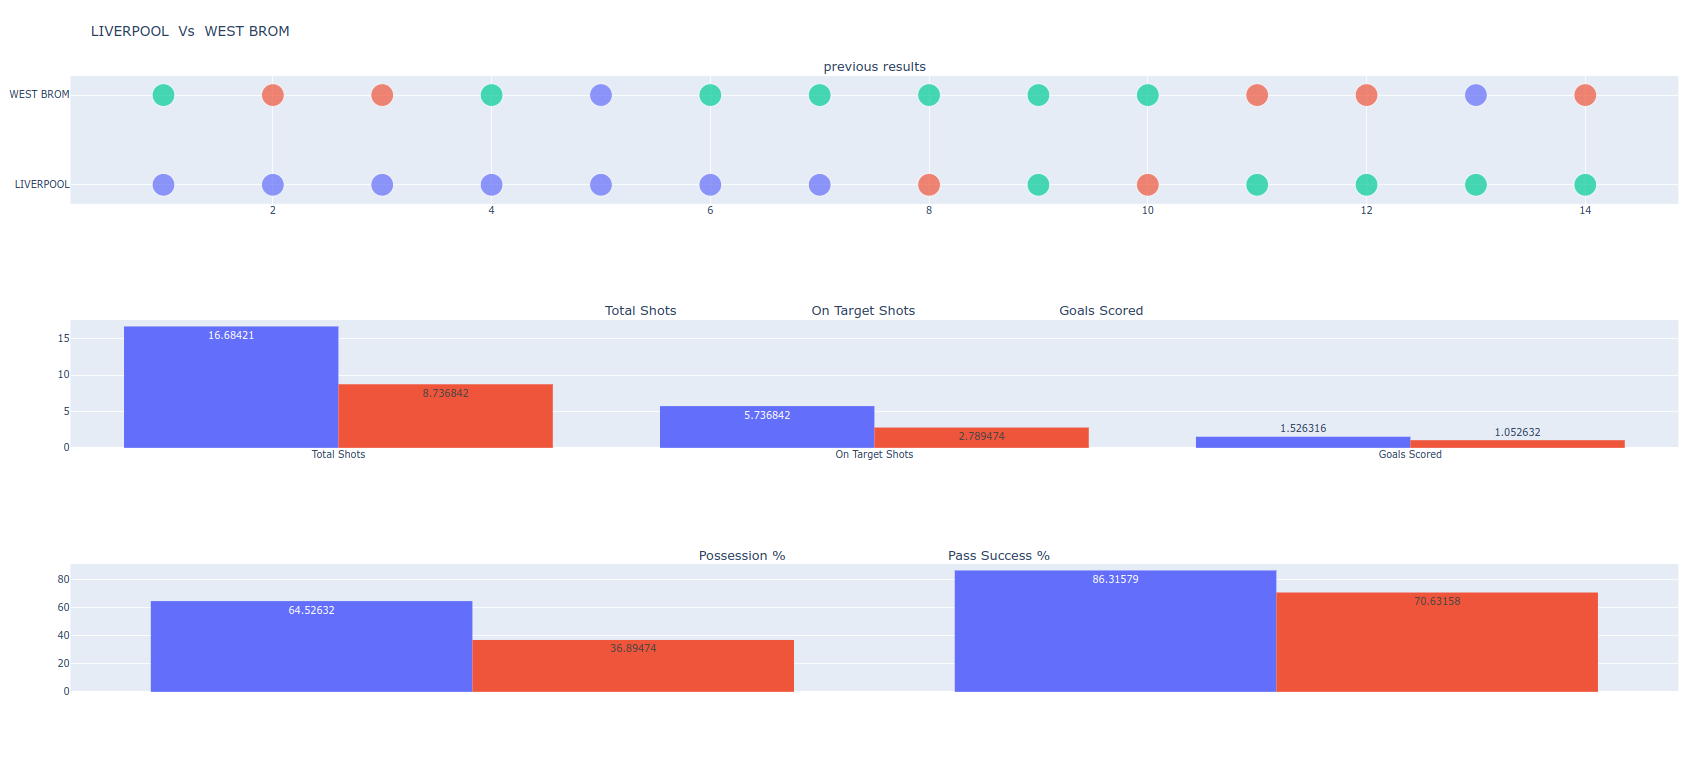 LIVERPOOL  Vs  WEST BROM
previous results
WEST BROM
LIVERPOOL
2 4 6 8 10 12 14
Total Shots On Target Shots Goals Scored
15
10
5
0
16.68421 8.736842 5.736842 2.789474 1.526316 1.052632
Total Shots On Target Shots Goals Scored
Possession % Pass Success %
80
60
40
20
0
64.52632 36.89474 86.31579 70.63158